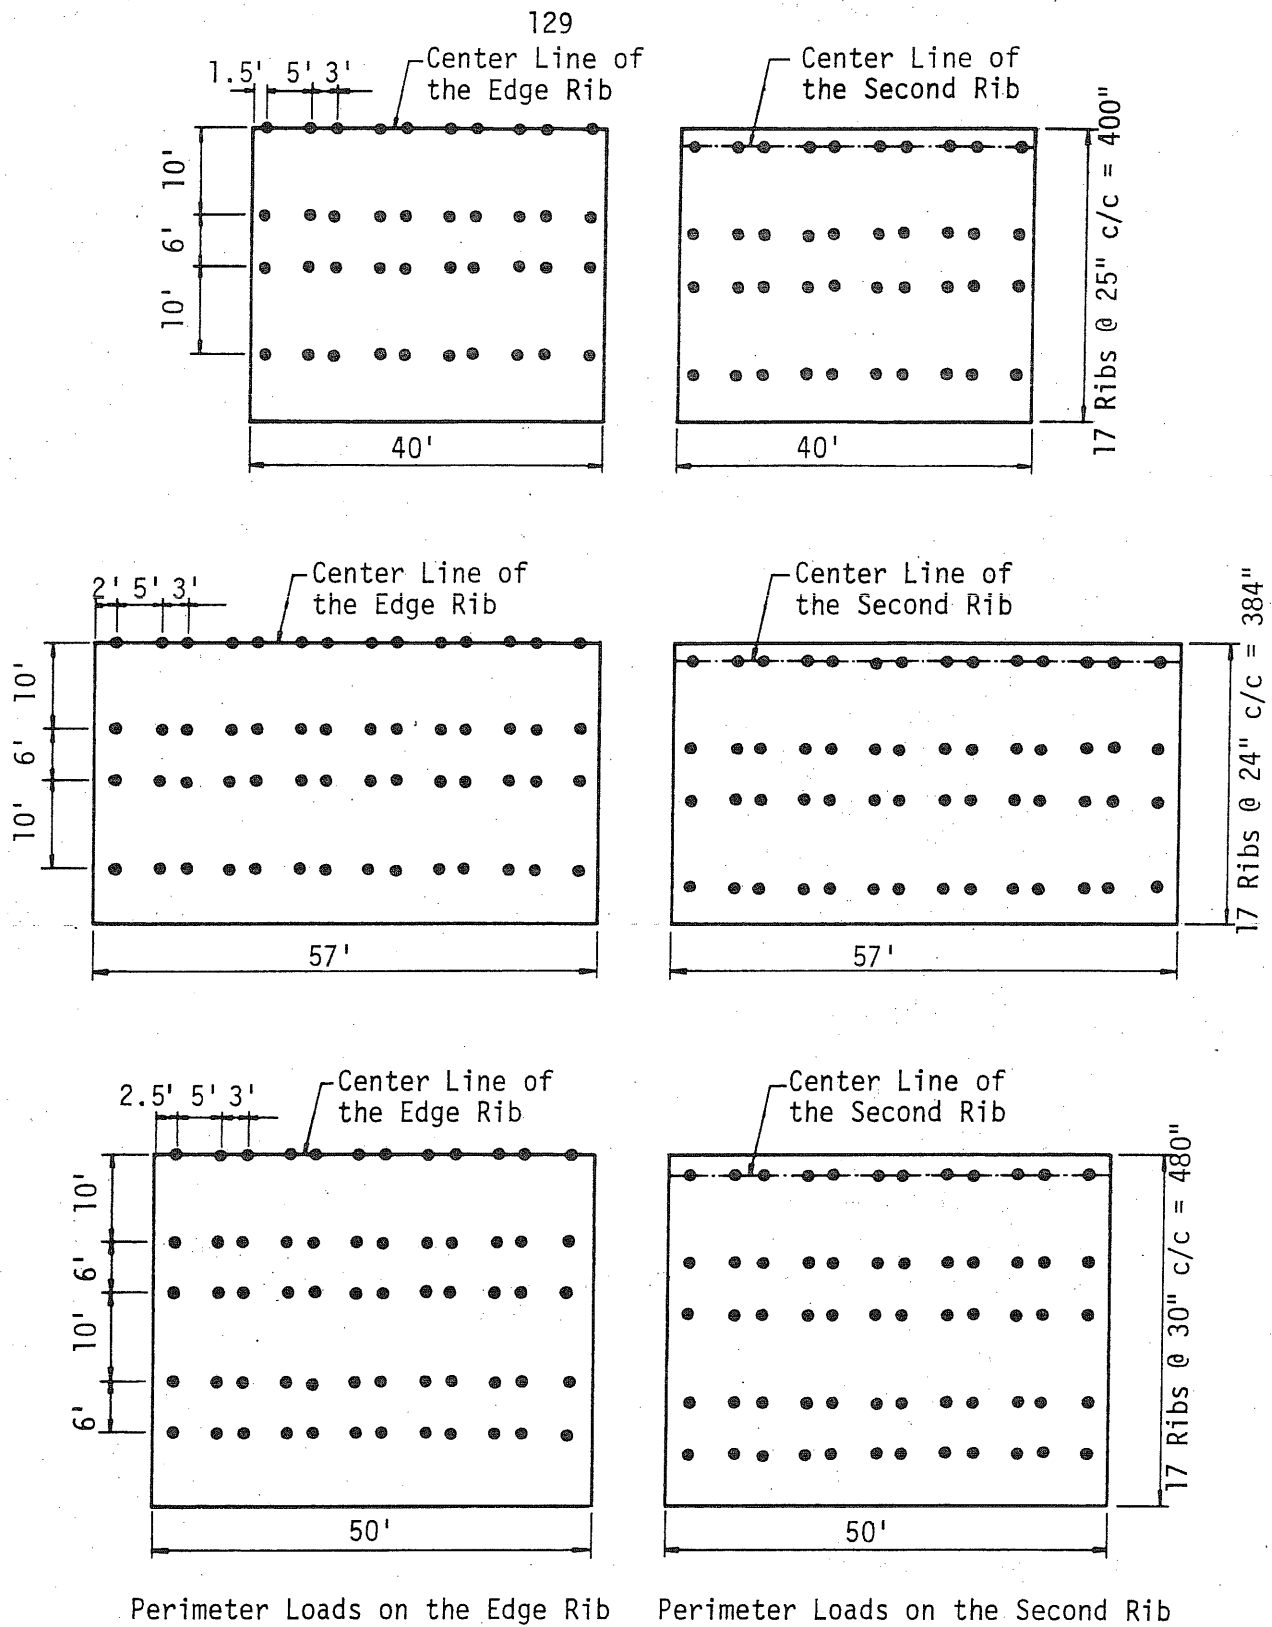 129
1.5' 5' 3'
Center Line of
the Edge Rib
Center Line of
the Second Rib
10'
6'
10'
17 Ribs @ 25" c/c = 400"
40'
40'
2' 5' 3'
Center Line of
the Edge Rib
Center Line of
the Second Rib
10'
6'
10'
17 Ribs @ 24" c/c = 384"
57'
57'
2.5' 5' 3'
Center Line of
the Edge Rib
Center Line of
the Second Rib
10'
6'
10'
6'
17 Ribs @ 30" c/c = 480"
50'
50'
Perimeter Loads on the Edge Rib
Perimeter Loads on the Second Rib